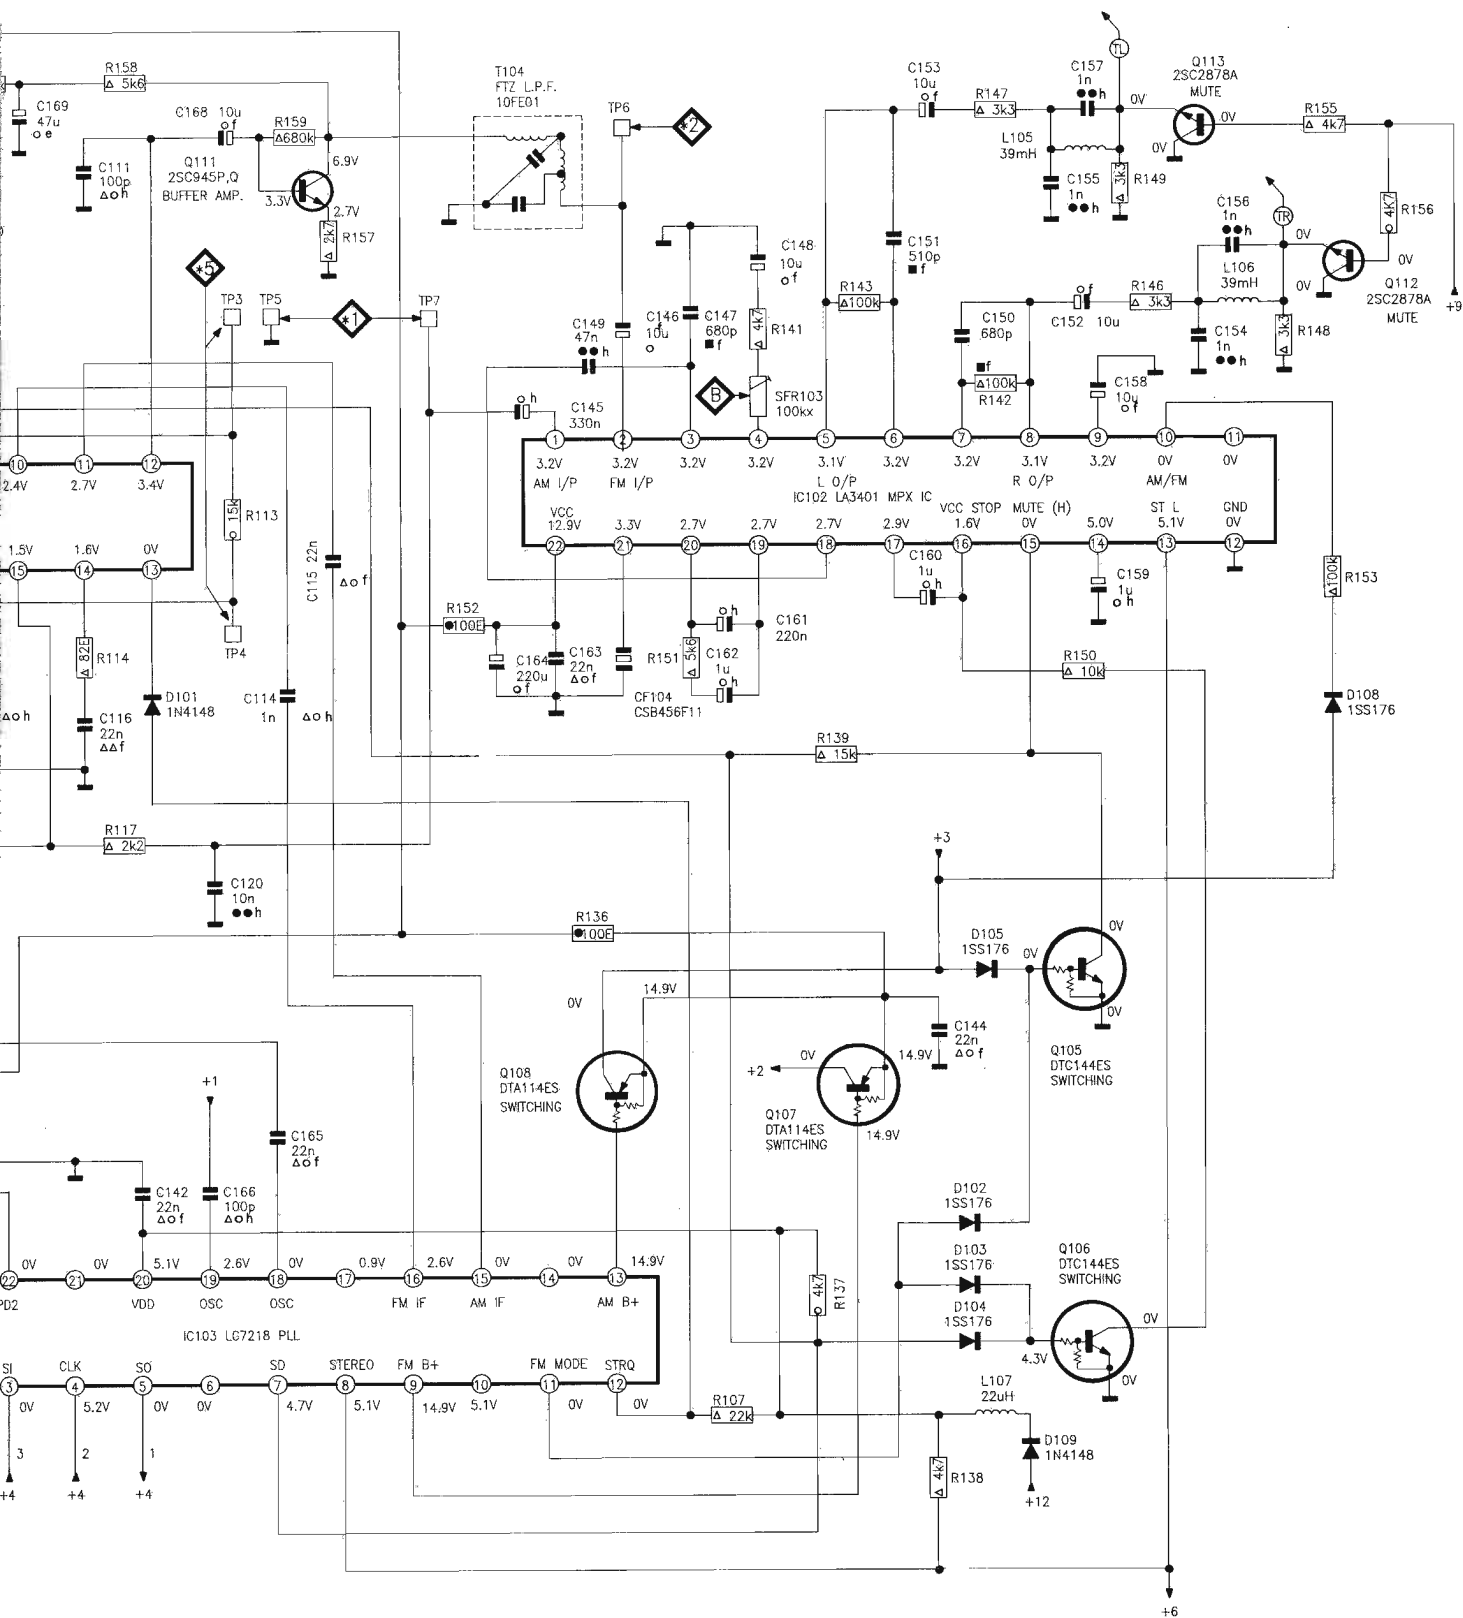 R158
5k6
C169
47u
e
C168 10u
f
R159
680k
C111
100p
h
Q111
2SC945P,Q
BUFFER AMP.
6.9V
3.3V
2.7V
2k7
R157
T104
FTZ L.P.F.
10FE01
TP6
*2
C153
10u
f
R147
3k3
C157
1n
h
TL
0V
Q113
2SC2878A
MUTE
0V
0V
R155
4k7
L105
39mH
C155
1n
h
3k3
R149
TR
C156
1n
h
0V
4K7
R156
0V
L106
39mH
0V
Q112
2SC2878A
MUTE
+9
*5
TP3
TP5
*1
TP7
C149
47n
h
C146
10u
C147
680p
f
C148
10u
f
4k7
R141
R143
100k
C151
510p
f
C150
680p
f
100k
R142
f
C152 10u
R146
3k3
C154
1n
h
3k3
R148
C158
10u
f
B
SFR103
100kx
h
C145
330n
1 2 3 4 5 6 7 8 9 10 11
3.2V 3.2V 3.2V 3.2V 3.1V 3.2V 3.2V 3.1V 3.2V 0V 0V
AM I/P FM I/P L O/P R O/P AM/FM
IC102 LA3401 MPX IC
VCC VCC STOP MUTE (H) ST L GND
12.9V 3.3V 2.7V 2.7V 2.7V 2.9V 1.6V 0V 5.0V 5.1V 0V
22 21 20 19 18 17 16 15 14 13 12
10 11 12
2.4V 2.7V 3.4V
15k
R113
1.5V 1.6V 0V
15 14 13
C115 22n
f
82E
R114
TP4
R152
100E
C164
220u
f
C163
22n
f
R151
5k6
h
C161
220n
C162
1u
h
CF104
CSB456F11
C160
1u
h
C159
1u
h
R150
10k
100k
R153
D108
1SS176
h
C116
22n
f
D101
1N4148
C114
1n
h
R139
15k
R117
2k2
C120
10n
h
+3
R136
100E
D105
1SS176
0V
0V
0V
14.9V
0V
C144
22n
f
Q105
DTC144ES
SWITCHING
Q108
DTA114ES
SWITCHING
+2
0V
14.9V
Q107
DTA114ES
SWITCHING
14.9V
+1
C165
22n
f
C142
22n
f
C166
100p
h
D102
1SS176
D103
1SS176
D104
1SS176
Q106
DTC144ES
SWITCHING
0V
4.3V
0V
0V 0V 5.1V 2.6V 0V 0.9V 2.6V 0V 0V 14.9V
22 21 20 19 18 17 16 15 14 13
PD2 VDD OSC OSC FM IF AM IF AM B+
4k7
R137
IC103 LC7218 PLL
SI CLK SO SD STEREO FM B+ FM MODE STRQ
3 4 5 6 7 8 9 10 11 12
0V 5.2V 0V 0V 4.7V 5.1V 14.9V 5.1V 0V 0V
3 2 1
+4 +4 +4
R107
22k
L107
22uH
D109
1N4148
+12
4k7
R138
+6